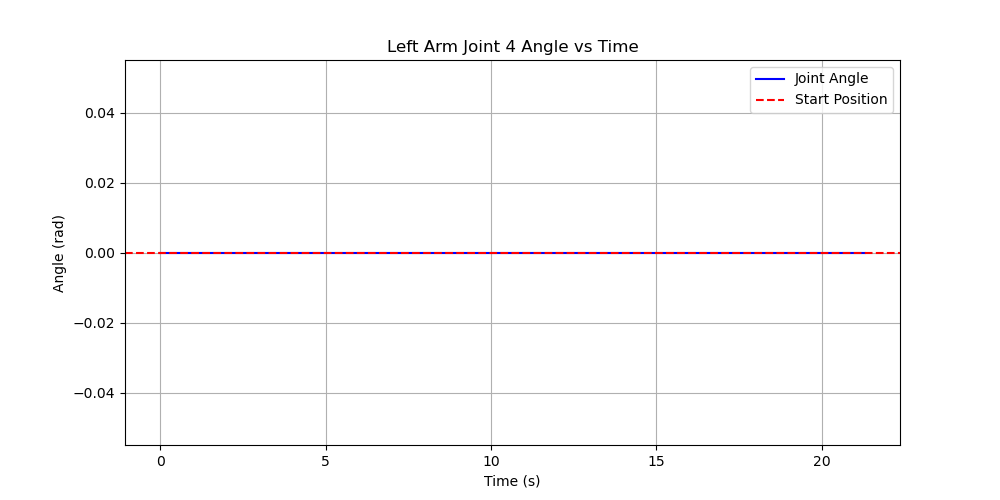 Left Arm Joint 4 Angle vs Time
Joint Angle
Start Position
0.04
0.02
0.00
−0.02
−0.04
Angle (rad)
0 5 10 15 20
Time (s)